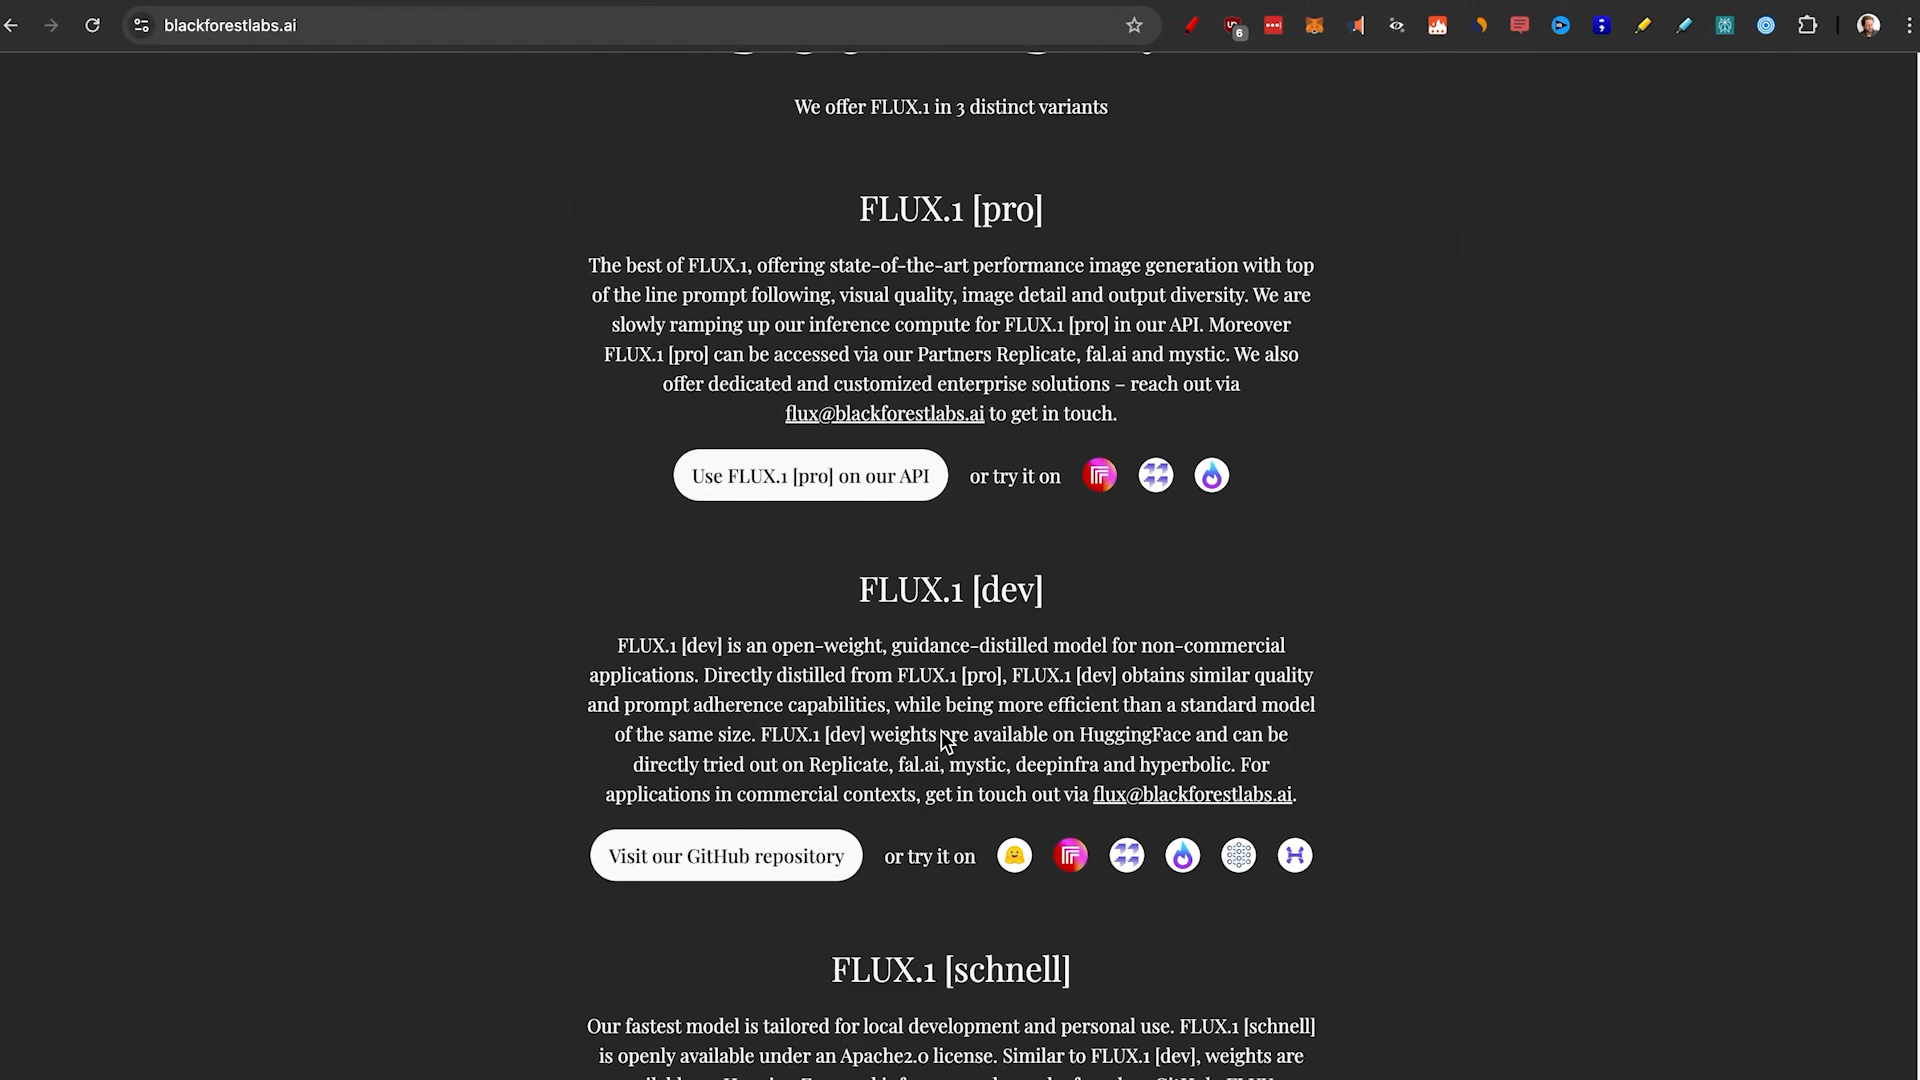 blackforestlabs.ai
6
We offer FLUX.1 in 3 distinct variants
FLUX.1 [pro]
The best of FLUX.1, offering state-of-the-art performance image generation with top
of the line prompt following, visual quality, image detail and output diversity. We are
slowly ramping up our inference compute for FLUX.1 [pro] in our API. Moreover
FLUX.1 [pro] can be accessed via our Partners Replicate, fal.ai and mystic. We also
offer dedicated and customized enterprise solutions – reach out via
flux@blackforestlabs.ai to get in touch.
Use FLUX.1 [pro] on our API or try it on
FLUX.1 [dev]
FLUX.1 [dev] is an open-weight, guidance-distilled model for non-commercial
applications. Directly distilled from FLUX.1 [pro], FLUX.1 [dev] obtains similar quality
and prompt adherence capabilities, while being more efficient than a standard model
of the same size. FLUX.1 [dev] weights are available on HuggingFace and can be
directly tried out on Replicate, fal.ai, mystic, deepinfra and hyperbolic. For
applications in commercial contexts, get in touch out via flux@blackforestlabs.ai.
Visit our GitHub repository or try it on
FLUX.1 [schnell]
Our fastest model is tailored for local development and personal use. FLUX.1 [schnell]
is openly available under an Apache2.0 license. Similar to FLUX.1 [dev], weights are